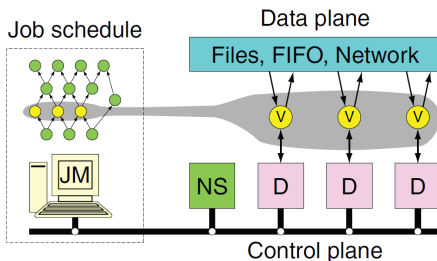 Job schedule
Data plane
Files, FIFO, Network
V V V
JM
NS
D D D
Control plane